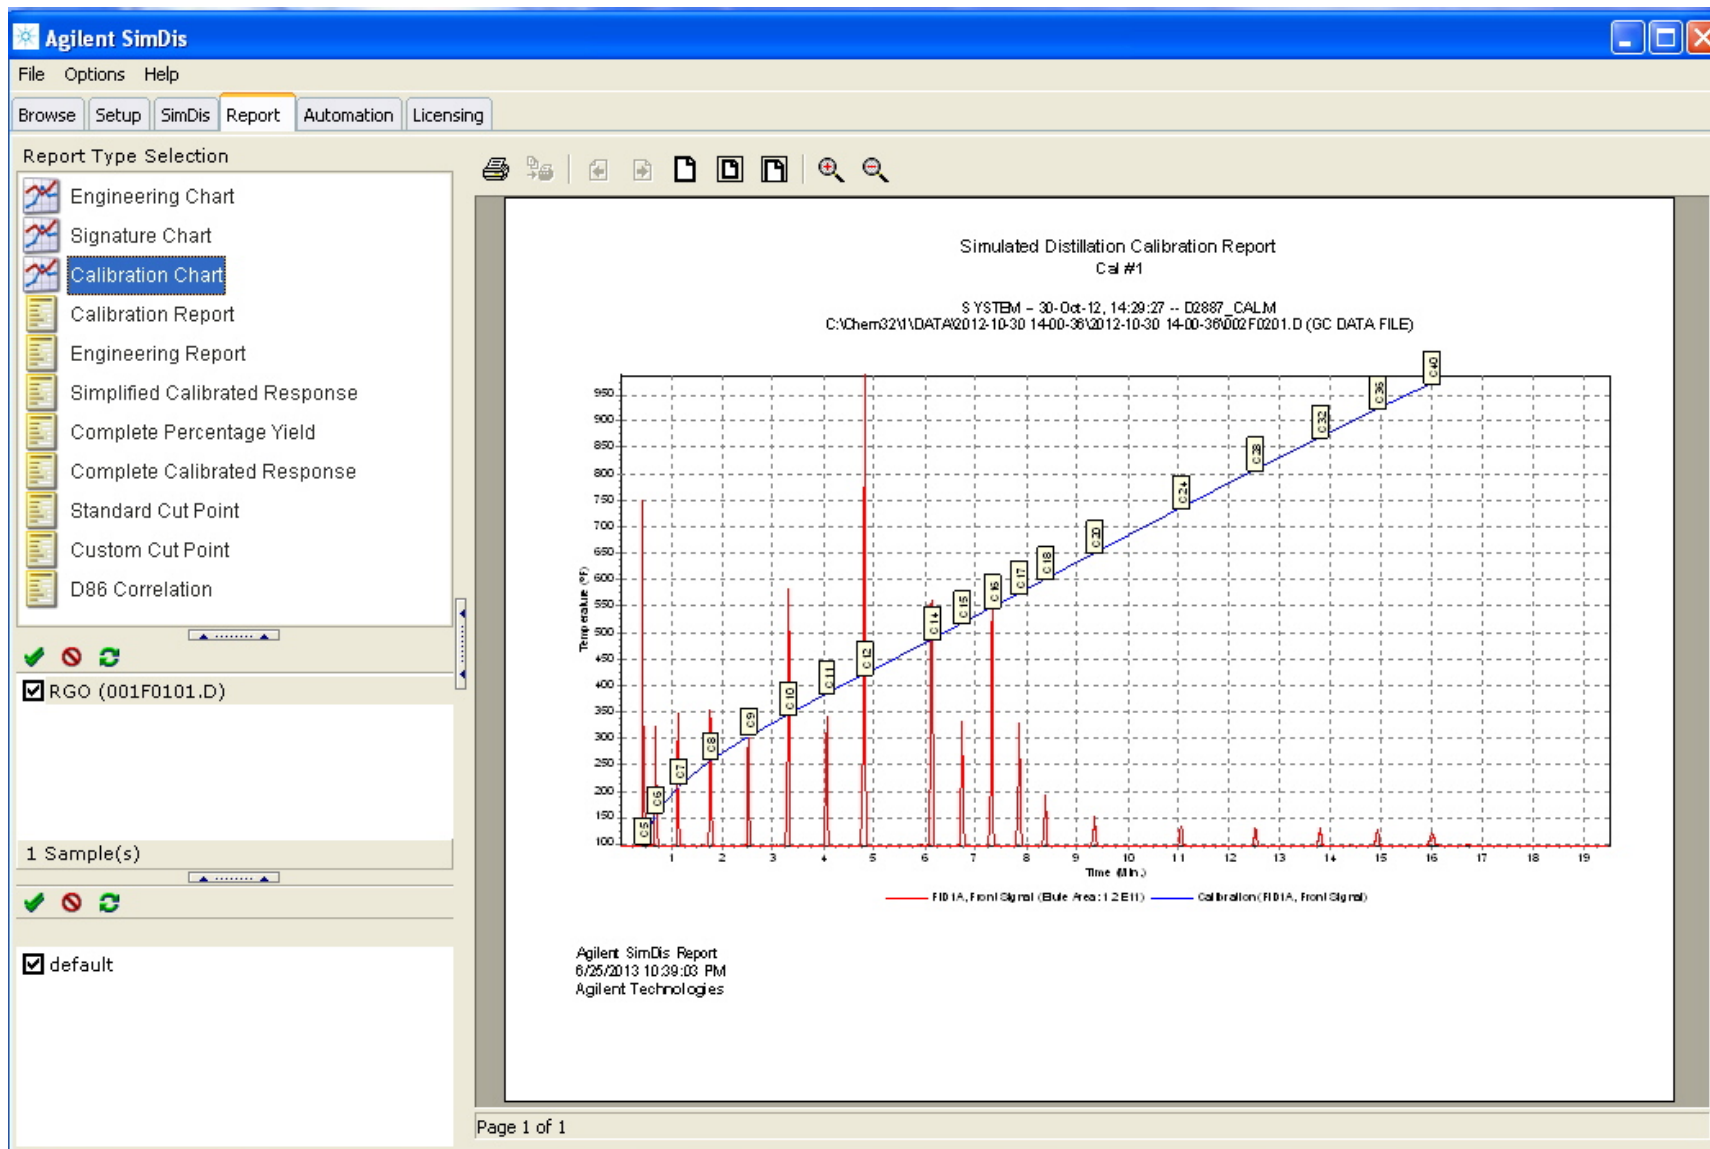 Agilent SimDis
File Options Help
Browse Setup SimDis Report Automation Licensing
Report Type Selection
Engineering Chart
Signature Chart
Calibration Chart
Calibration Report
Engineering Report
Simplified Calibrated Response
Complete Percentage Yield
Complete Calibrated Response
Standard Cut Point
Custom Cut Point
D86 Correlation
RGO (001F0101.D)
1 Sample(s)
default
Simulated Distillation Calibration Report
Cal #1
SYSTEM - 30-Oct-12, 14:29:27 -- D2887_CAL.M
C:\Chem32\1\DATA\2012-10-30 14-00-36\2012-10-30 14-00-36\002F0201.D (GC DATA FILE)
Temperature (°F)
950
900
850
800
750
700
650
600
550
500
450
400
350
300
250
200
150
100
C5 C6 C7 C8 C9 C10 C11 C12 C14 C15 C16 C17 C18 C20 C24 C28 C32 C36 C40
1 2 3 4 5 6 7 8 9 10 11 12 13 14 15 16 17 18 19
Time (Min.)
FID1A, Front Signal (Elute Area: 1.2E11) Calibration (FID1A, Front Signal)
Agilent SimDis Report
6/25/2013 10:39:03 PM
Agilent Technologies
Page 1 of 1